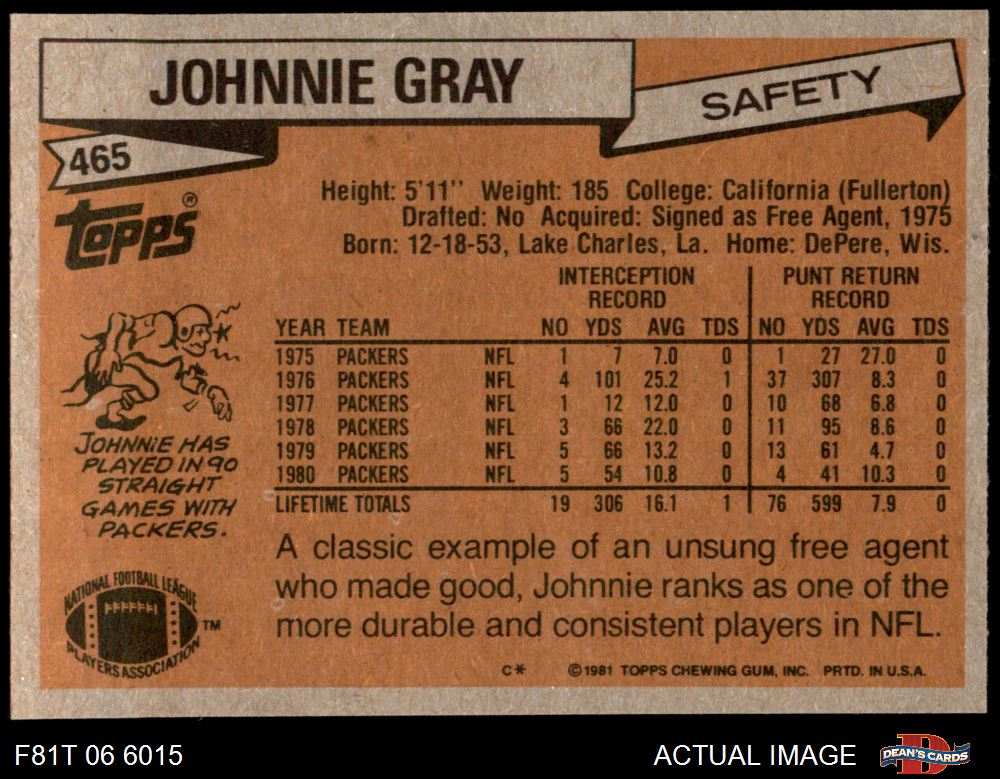 JOHNNIE GRAY
SAFETY
465
TOPPS®
Height: 5'11'' Weight: 185 College: California (Fullerton)
Drafted: No Acquired: Signed as Free Agent, 1975
Born: 12-18-53, Lake Charles, La. Home: DePere, Wis.
INTERCEPTION RECORD PUNT RETURN RECORD
YEAR TEAM NO YDS AVG TDS NO YDS AVG TDS
1975 PACKERS NFL 1 7 7.0 0 1 27 27.0 0
1976 PACKERS NFL 4 101 25.2 1 37 307 8.3 0
1977 PACKERS NFL 1 12 12.0 0 10 68 6.8 0
1978 PACKERS NFL 3 66 22.0 0 11 95 8.6 0
1979 PACKERS NFL 5 66 13.2 0 13 61 4.7 0
1980 PACKERS NFL 5 54 10.8 0 4 41 10.3 0
LIFETIME TOTALS 19 306 16.1 1 76 599 7.9 0
JOHNNIE HAS
PLAYED IN 90
STRAIGHT
GAMES WITH
PACKERS.
A classic example of an unsung free agent
who made good, Johnnie ranks as one of the
more durable and consistent players in NFL.
NATIONAL FOOTBALL LEAGUE
PLAYERS ASSOCIATION
TM
C* ©1981 TOPPS CHEWING GUM, INC. PRTD. IN U.S.A.
F81T 06 6015
ACTUAL IMAGE
D
DEAN'S CARDS